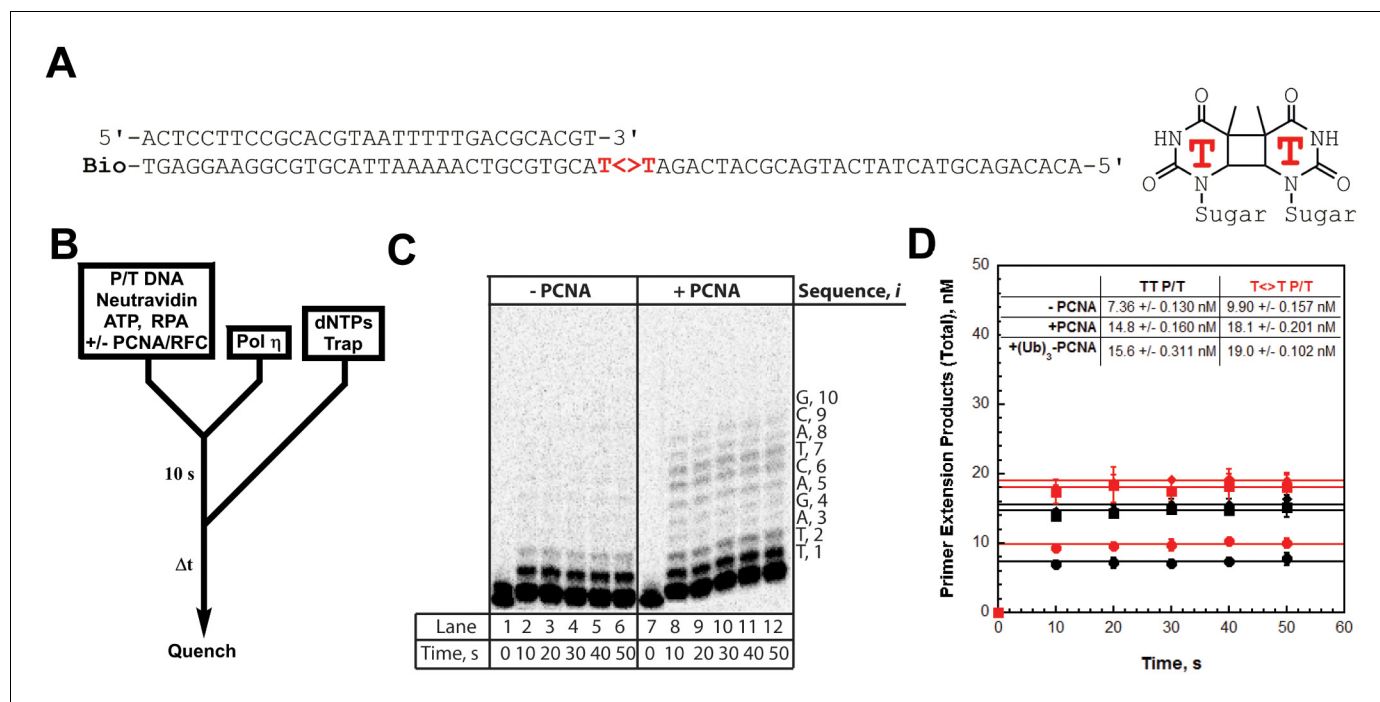 A
5'-ACTCCTTCCGCACGTAATTTTTGACGCACGT-3'
Bio-TGAGGAAGGCGTGCATTAAAAACTGCGTGCAT<>TAGACTACGCAGTACTATCATGCAGACACA-5'
O O
HN NH
T T
O N N O
Sugar Sugar
B
P/T DNA
Neutravidin
ATP, RPA
+/- PCNA/RFC
Pol η
dNTPs
Trap
10 s
Δt
Quench
C
- PCNA + PCNA Sequence, i
G, 10
C, 9
A, 8
T, 7
C, 6
A, 5
G, 4
A, 3
T, 2
T, 1
Lane 1 2 3 4 5 6 7 8 9 10 11 12
Time, s 0 10 20 30 40 50 0 10 20 30 40 50
D
Primer Extension Products (Total), nM
50
40
30
20
10
0
TT P/T T<>T P/T
- PCNA 7.36 +/- 0.130 nM 9.90 +/- 0.157 nM
+PCNA 14.8 +/- 0.160 nM 18.1 +/- 0.201 nM
+(Ub)3-PCNA 15.6 +/- 0.311 nM 19.0 +/- 0.102 nM
0 10 20 30 40 50 60
Time, s